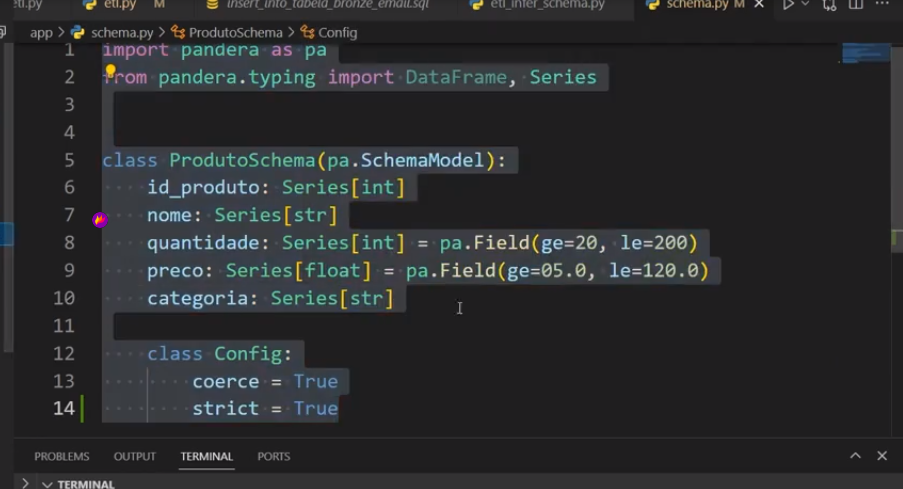 etl.py etl.py M insert_into_tabela_bronze_email.sql etl_infer_schema.py schema.py M
app > schema.py > ProdutoSchema > Config
1 import pandera as pa
2 from pandera.typing import DataFrame, Series
3
4
5 class ProdutoSchema(pa.SchemaModel):
6 id_produto: Series[int]
7 nome: Series[str]
8 quantidade: Series[int] = pa.Field(ge=20, le=200)
9 preco: Series[float] = pa.Field(ge=05.0, le=120.0)
10 categoria: Series[str]
11
12 class Config:
13 coerce = True
14 strict = True
PROBLEMS OUTPUT TERMINAL PORTS
TERMINAL